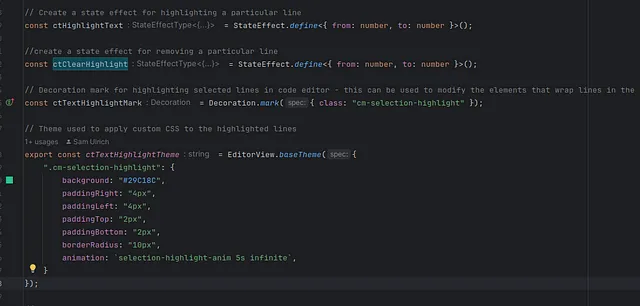 // Create a state effect for highlighting a particular line
const ctHighlightText : StateEffectType<{...}> = StateEffect.define<{ from: number, to: number }>();
//create a state effect for removing a particular line
const ctClearHighlight : StateEffectType<{...}> = StateEffect.define<{ from: number, to: number }>();
// Decoration mark for highlighting selected lines in code editor - this can be used to modify the elements that wrap lines in the
const ctTextHighlightMark : Decoration = Decoration.mark( spec: { class: "cm-selection-highlight" });
// Theme used to apply custom CSS to the highlighted lines
1+ usages Sam Ulrich
export const ctTextHighlightTheme : string = EditorView.baseTheme( spec: {
".cm-selection-highlight": {
background: "#29C18C",
paddingRight: "4px",
paddingLeft: "4px",
paddingTop: "2px",
paddingBottom: "2px",
borderRadius: "10px",
animation: `selection-highlight-anim 5s infinite`,
}
});